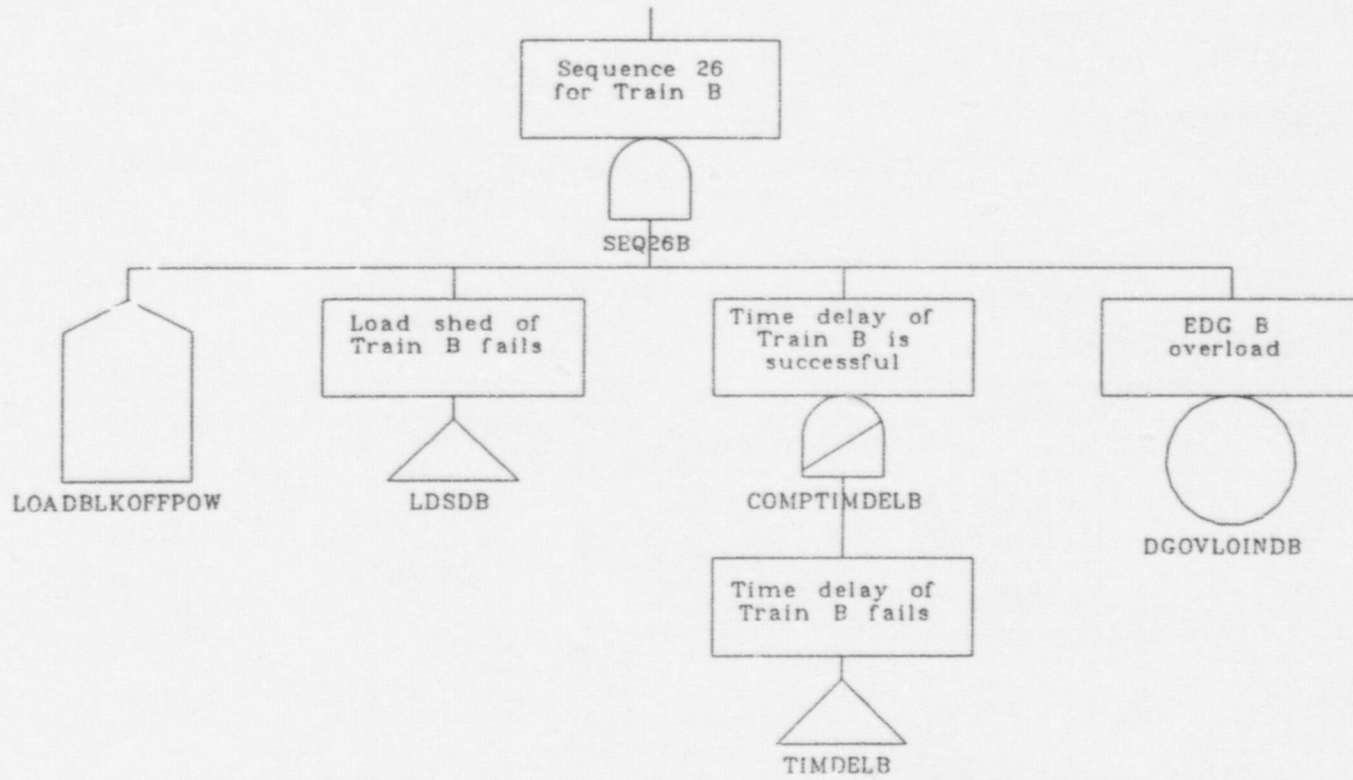 Sequence 26
for Train B
SEQ26B
Load shed of
Train B fails
Time delay of
Train B is
successful
EDG B
overload
LOADBLKOFFPOW
LDSDB
COMPTIMDELB
DGOVLOINDB
Time delay of
Train B fails
TIMDELB